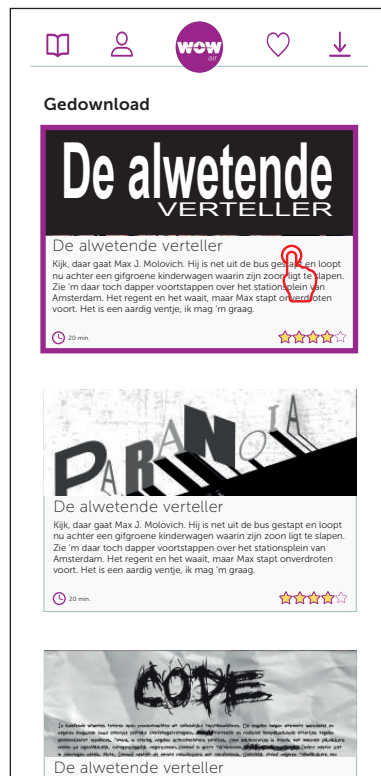 wow
air
Gedownload
De alwetende
VERTELLER
De alwetende verteller
Kijk, daar gaat Max J. Molovich. Hij is net uit de bus gestapt en loopt
nu achter een gifgroene kinderwagen waarin zijn zoon ligt te slapen.
Zie 'm daar toch dapper voortstappen over het stationsplein van
Amsterdam. Het regent en het waait, maar Max stapt onverdroten
voort. Het is een aardig ventje, ik mag 'm graag.
20 min.
PARANOIA
De alwetende verteller
Kijk, daar gaat Max J. Molovich. Hij is net uit de bus gestapt en loopt
nu achter een gifgroene kinderwagen waarin zijn zoon ligt te slapen.
Zie 'm daar toch dapper voortstappen over het stationsplein van
Amsterdam. Het regent en het waait, maar Max stapt onverdroten
voort. Het is een aardig ventje, ik mag 'm graag.
20 min.
CODE
De alwetende verteller